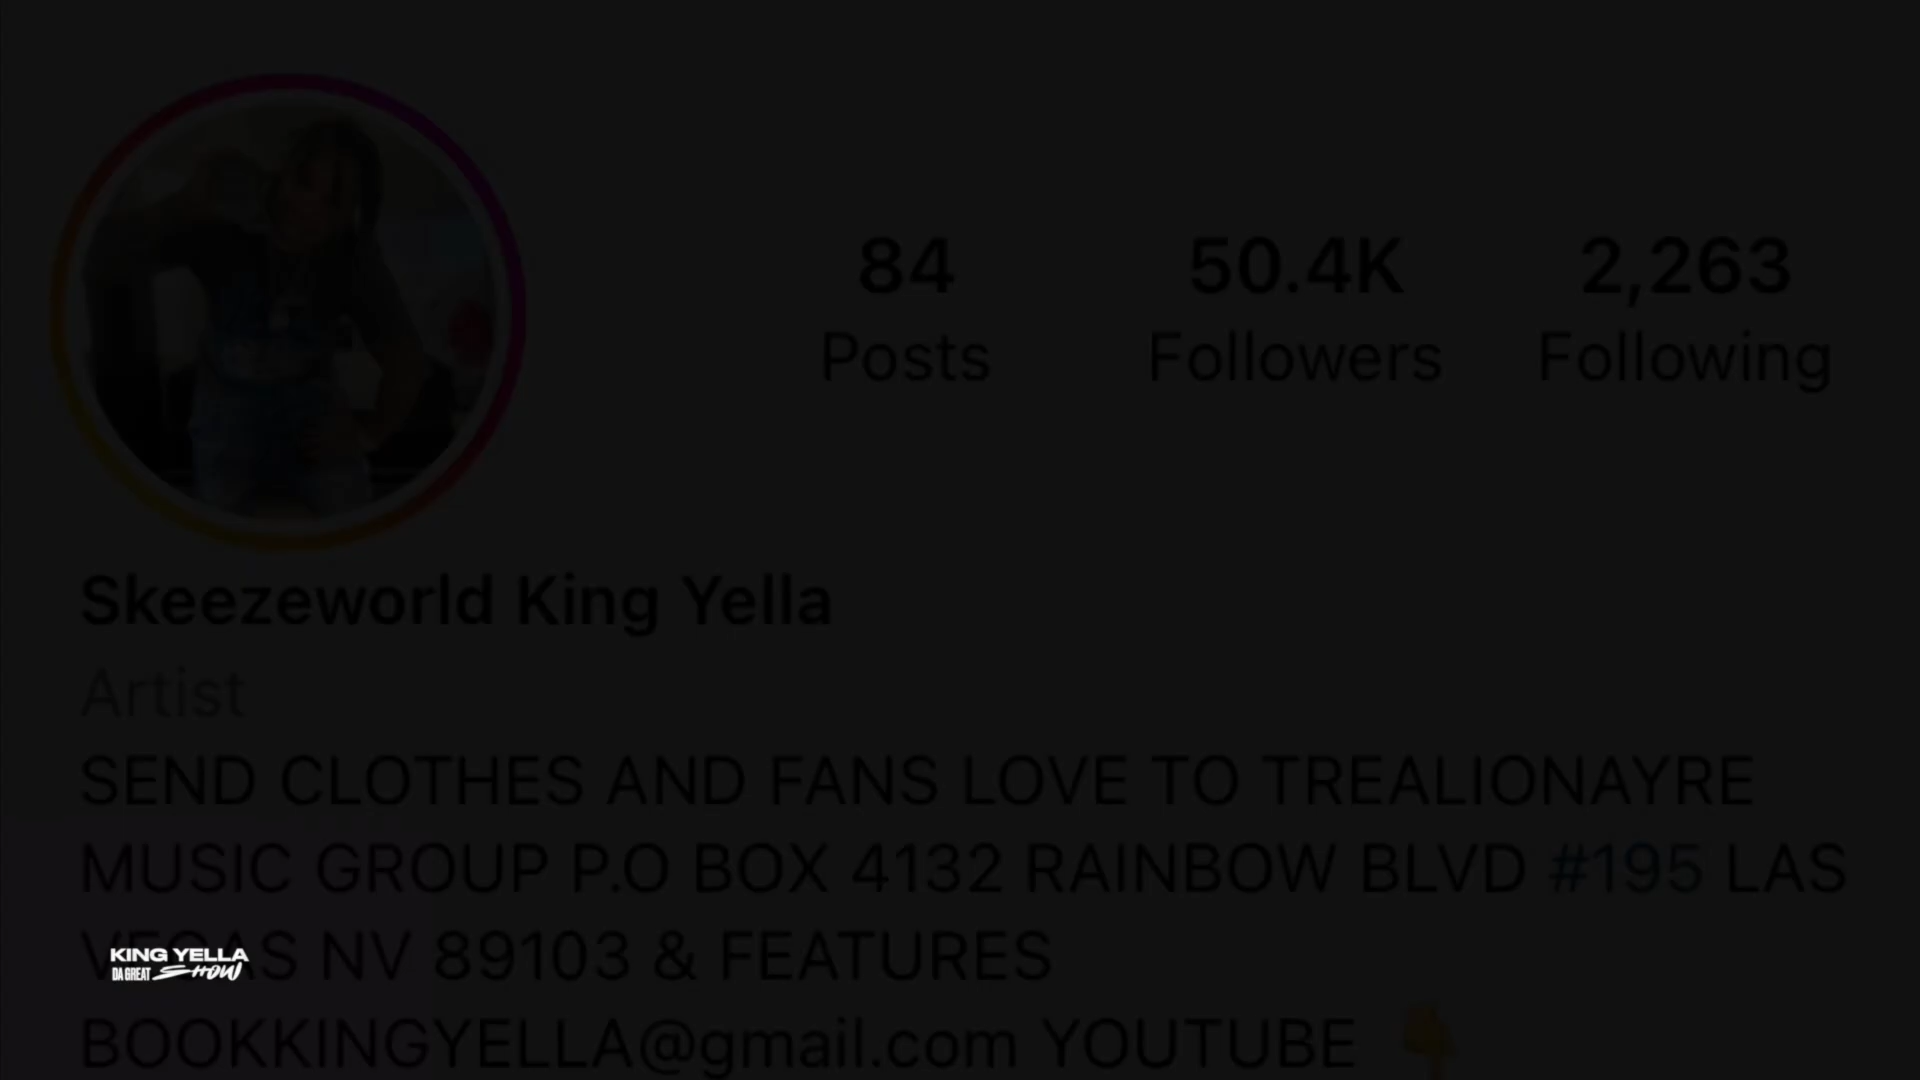 84 50.4K 2,263
Posts Followers Following
Skeezeworld King Yella
Artist
SEND CLOTHES AND FANS LOVE TO TREALIONAYRE
MUSIC GROUP P.O BOX 4132 RAINBOW BLVD #195 LAS
VEGAS NV 89103 & FEATURES
BOOKKINGYELLA@gmail.com YOUTUBE 👇
KING YELLA
DA GREAT SHOW